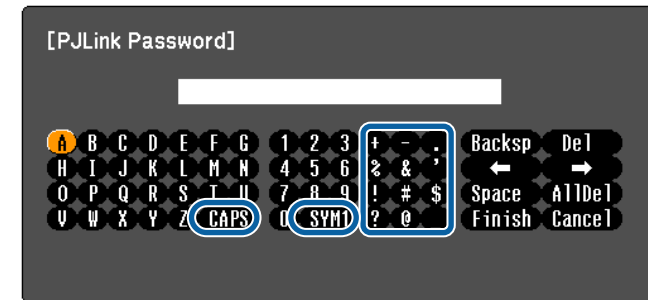 [PJLink Password]
A B C D E F G 1 2 3 + - . Backsp Del
H I J K L M N 4 5 6 % & ' ← →
O P Q R S T U 7 8 9 ! # $ Space AllDel
V W X Y Z CAPS 0 SYM1 ? @ Finish Cancel